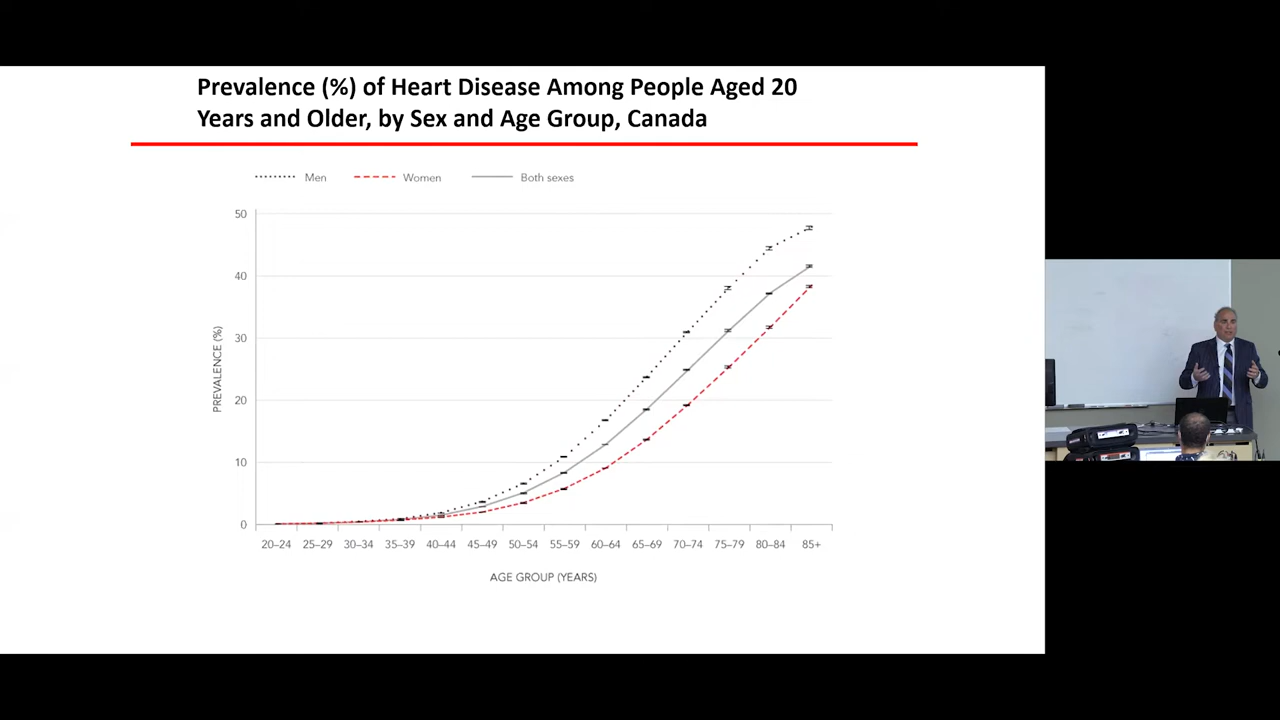 Prevalence (%) of Heart Disease Among People Aged 20
Years and Older, by Sex and Age Group, Canada
Men Women Both sexes
50
40
30
20
10
0
PREVALENCE (%)
20–24 25–29 30–34 35–39 40–44 45–49 50–54 55–59 60–64 65–69 70–74 75–79 80–84 85+
AGE GROUP (YEARS)